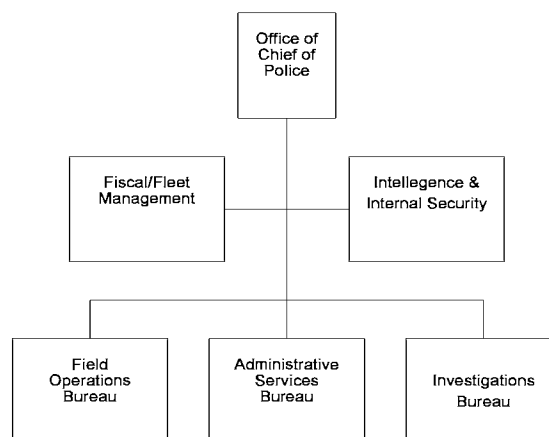 Office of
Chief of
Police
Fiscal/Fleet
Management
Intellegence &
Internal Security
Field
Operations
Bureau
Administrative
Services
Bureau
Investigations
Bureau